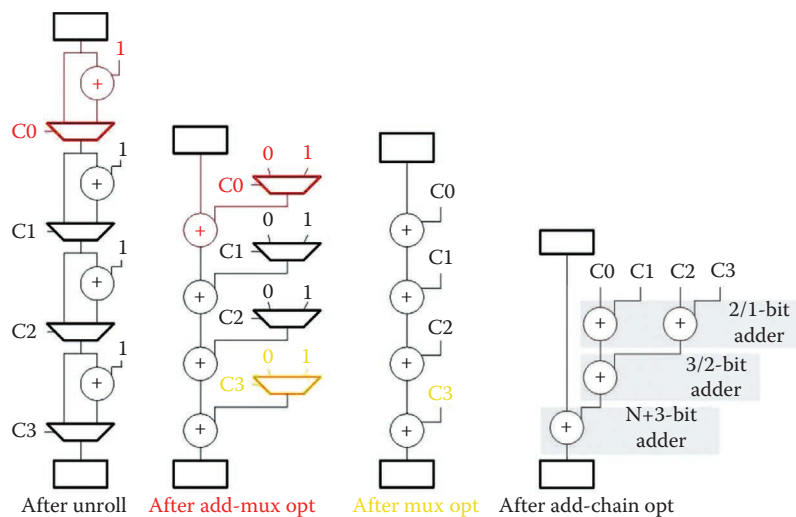 1
+
C0
1
+
C1
1
+
C2
1
+
C3
After unroll
0 1
C0
+
0 1
C1
+
0 1
C2
+
0 1
C3
+
After add-mux opt
C0
+
C1
+
C2
+
C3
+
After mux opt
C0 C1 C2 C3
+ +
2/1-bit
adder
+
3/2-bit
adder
+
N+3-bit
adder
After add-chain opt